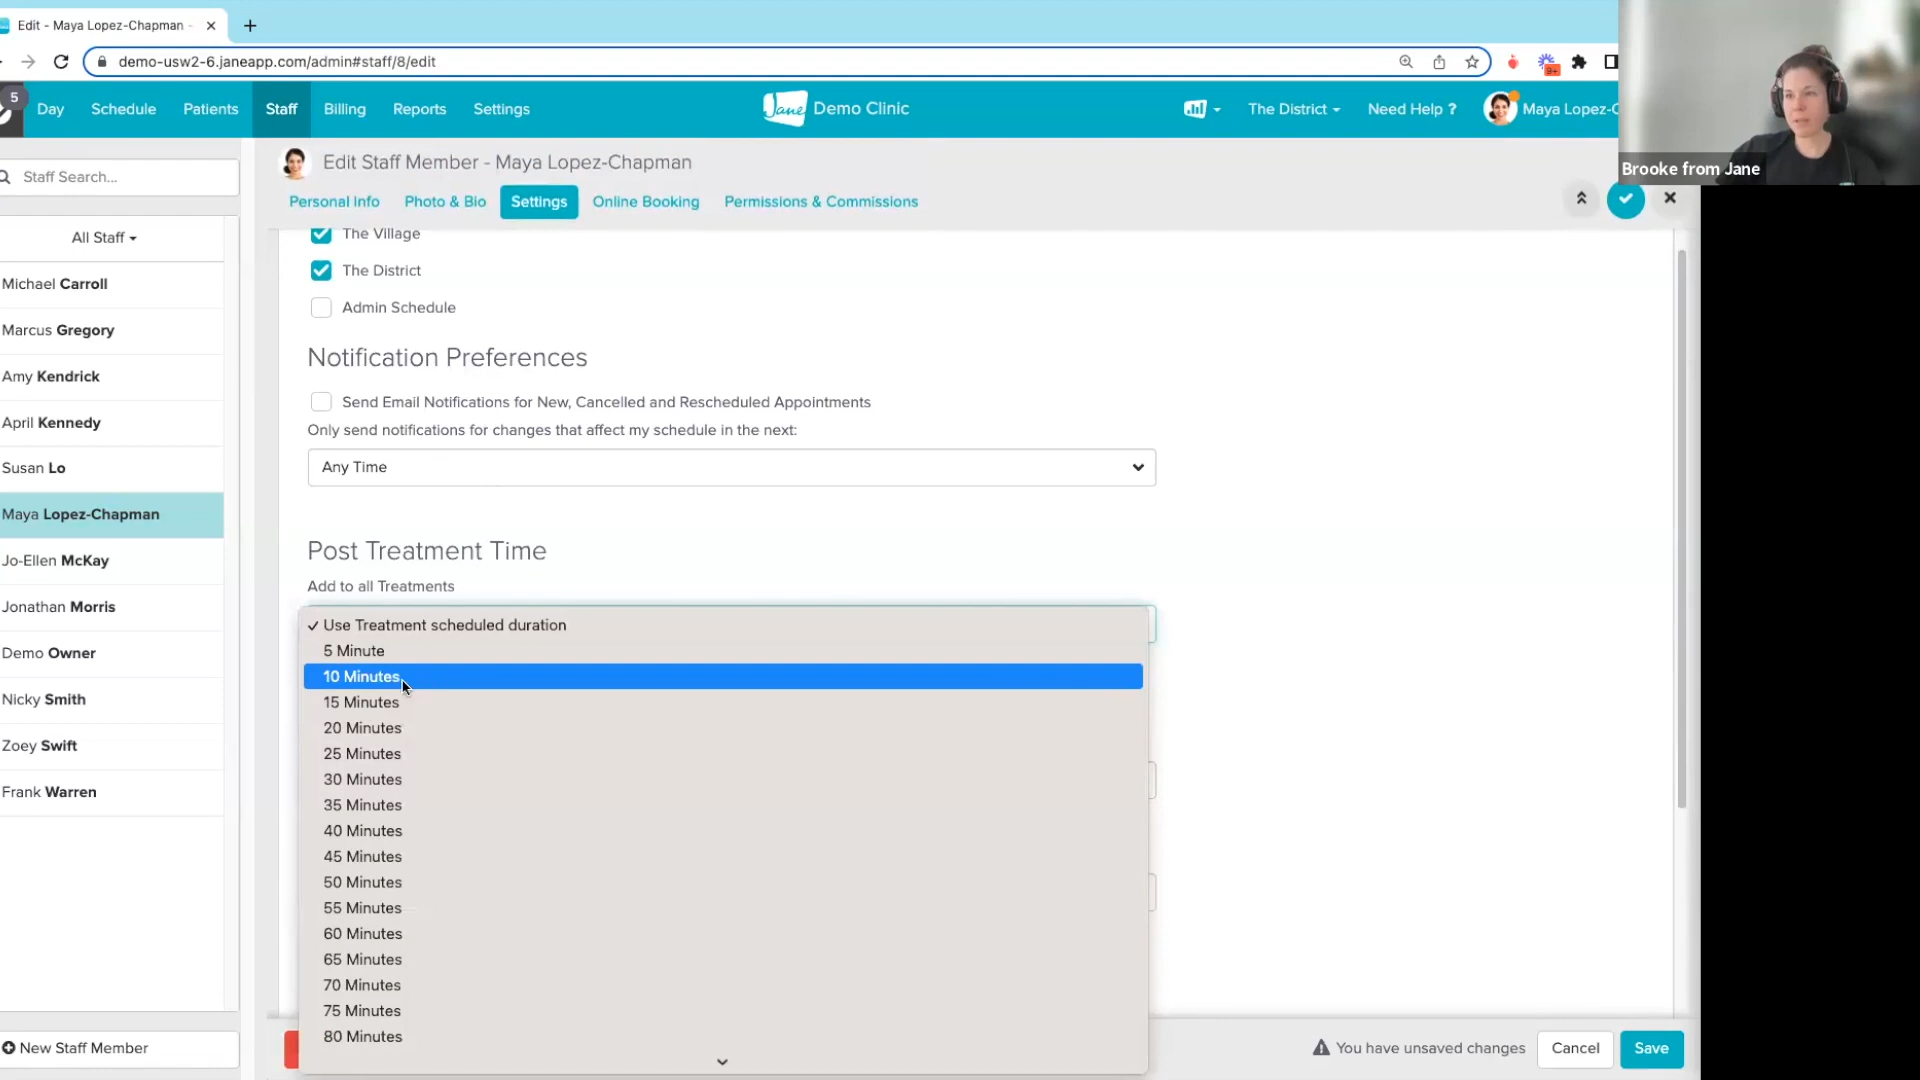 Edit - Maya Lopez-Chapman -
demo-usw2-6.janeapp.com/admin#staff/8/edit
9+
5
Day
Schedule
Patients
Staff
Billing
Reports
Settings
Jane
Demo Clinic
The District
Need Help ?
Maya Lopez-C
Brooke from Jane
Staff Search...
All Staff
Michael Carroll
Marcus Gregory
Amy Kendrick
April Kennedy
Susan Lo
Maya Lopez-Chapman
Jo-Ellen McKay
Jonathan Morris
Demo Owner
Nicky Smith
Zoey Swift
Frank Warren
New Staff Member
Edit Staff Member - Maya Lopez-Chapman
Personal Info
Photo & Bio
Settings
Online Booking
Permissions & Commissions
The Village
The District
Admin Schedule
Notification Preferences
Send Email Notifications for New, Cancelled and Rescheduled Appointments
Only send notifications for changes that affect my schedule in the next:
Any Time
Post Treatment Time
Add to all Treatments
Use Treatment scheduled duration
5 Minute
10 Minutes
15 Minutes
20 Minutes
25 Minutes
30 Minutes
35 Minutes
40 Minutes
45 Minutes
50 Minutes
55 Minutes
60 Minutes
65 Minutes
70 Minutes
75 Minutes
80 Minutes
You have unsaved changes
Cancel
Save